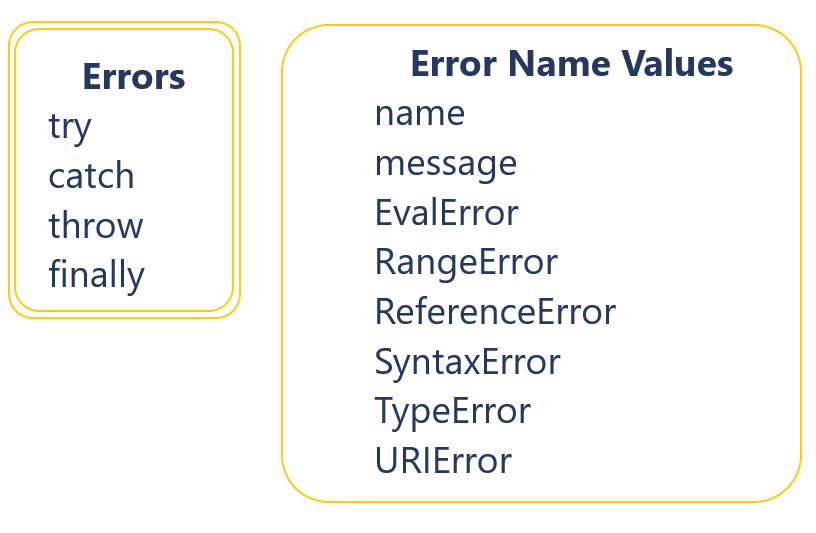 Errors
try
catch
throw
finally
Error Name Values
name
message
EvalError
RangeError
ReferenceError
SyntaxError
TypeError
URIError